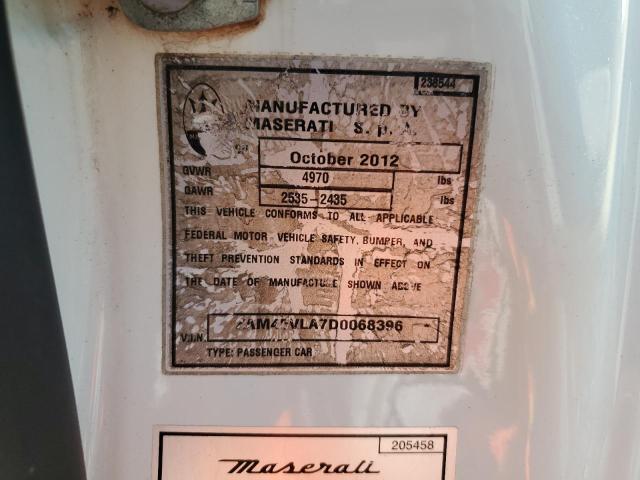 236544
MANUFACTURED BY
MASERATI S. p. A.
October 2012
GVWR 4970 lbs
GAWR 2535-2435 lbs
THIS VEHICLE CONFORMS TO ALL APPLICABLE
FEDERAL MOTOR VEHICLE SAFETY, BUMPER, AND
THEFT PREVENTION STANDARDS IN EFFECT ON
THE DATE OF MANUFACTURE SHOWN ABOVE
V.I.N.
TYPE: PASSENGER CAR
205458
Maserati